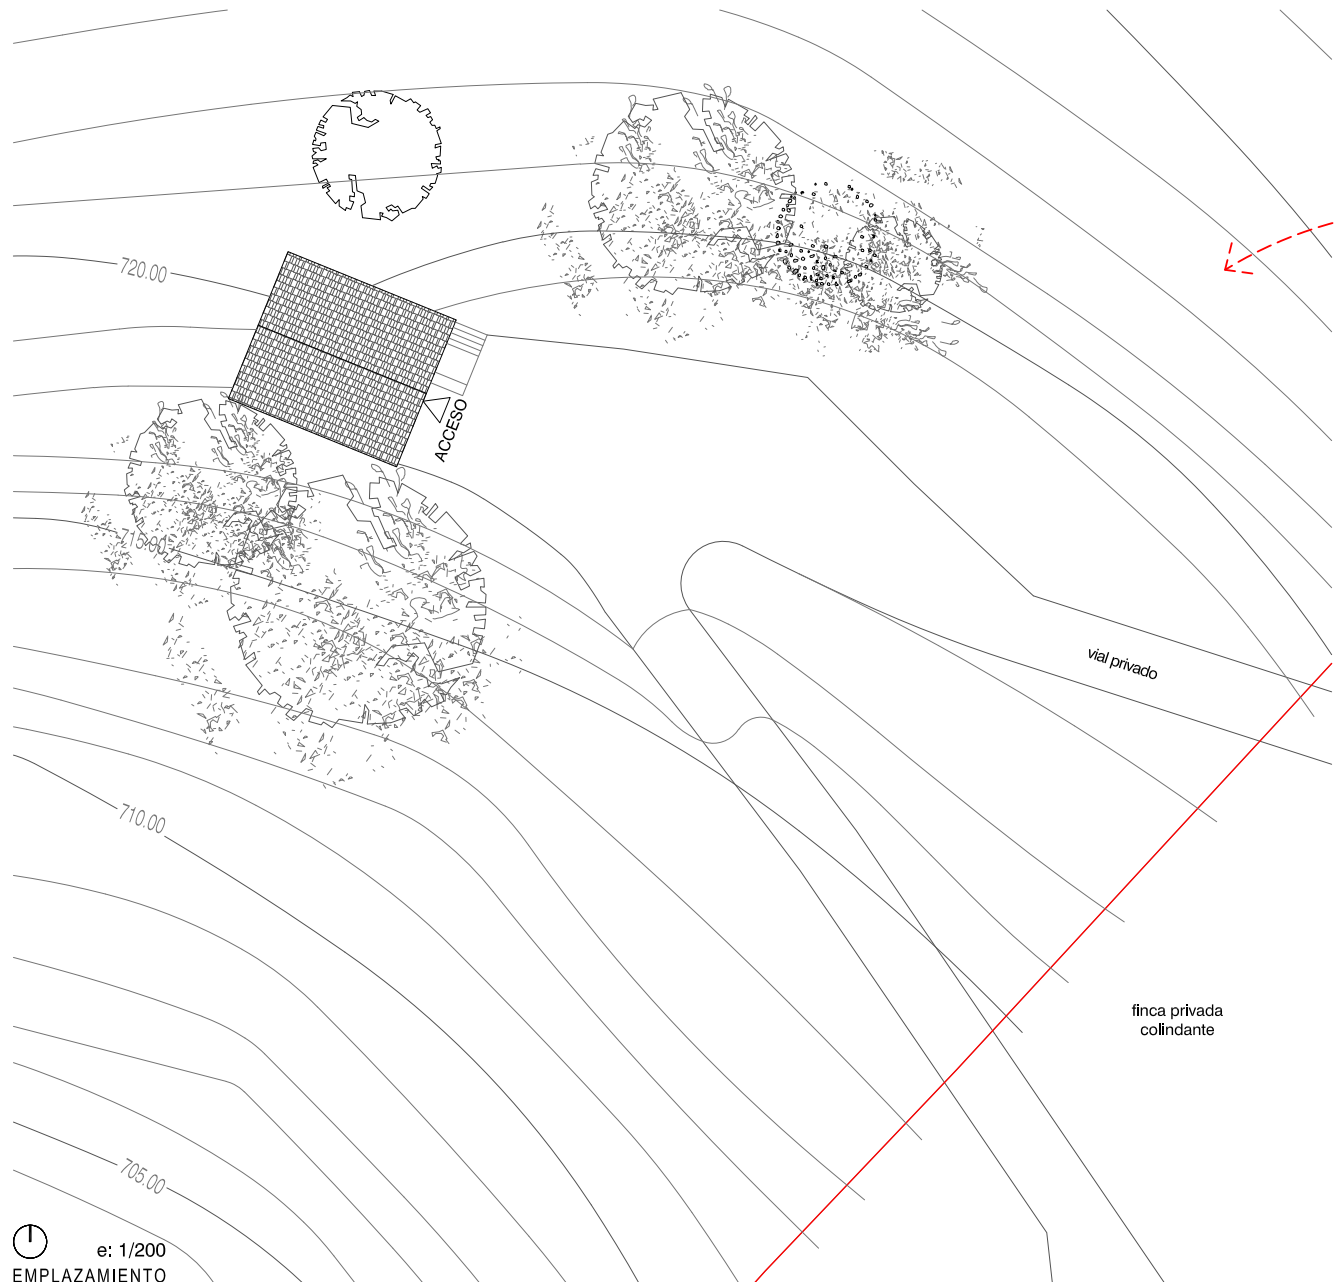 720.00
ACCESO
715.00
vial privado
710.00
finca privada
colindante
705.00
e: 1/200
EMPLAZAMIENTO